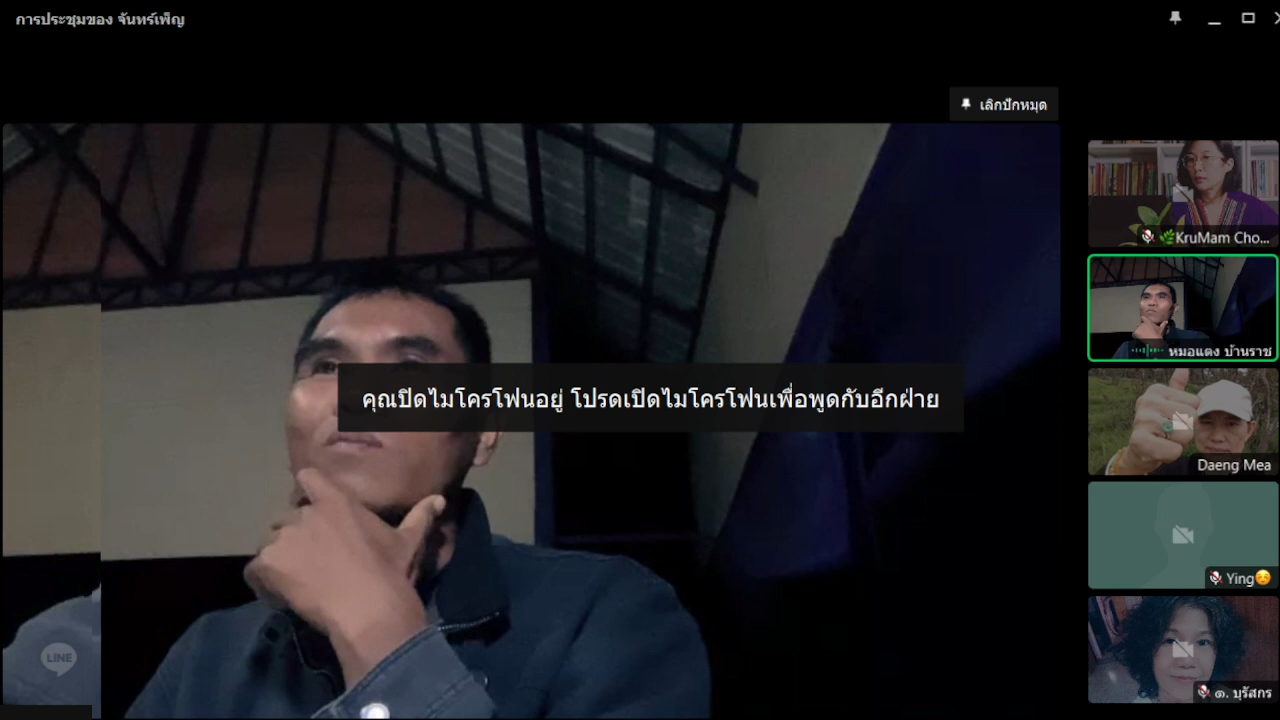 การประชุมของ จันทร์เพ็ญ
เลิกปักหมุด
🌿KruMam Cho...
หมอแดง บ้านราช
คุณปิดไมโครโฟนอยู่ โปรดเปิดไมโครโฟนเพื่อพูดกับอีกฝ่าย
Daeng Mea
Ying☺️
LINE
ด. บุรัสกร